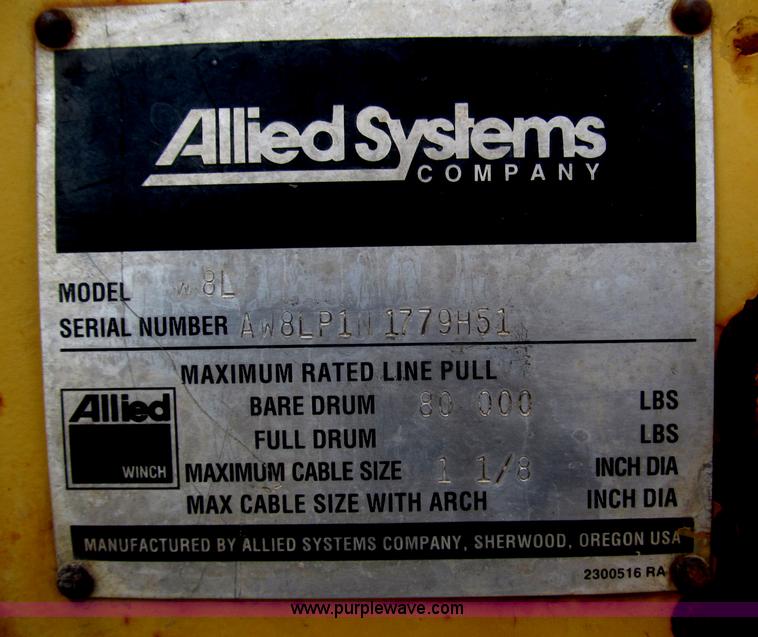 Allied Systems
COMPANY
MODEL W8L
SERIAL NUMBER AW8LP1N 1779H51
MAXIMUM RATED LINE PULL
BARE DRUM 80 000 LBS
FULL DRUM LBS
Allied
WINCH
MAXIMUM CABLE SIZE 1 1/8 INCH DIA
MAX CABLE SIZE WITH ARCH INCH DIA
MANUFACTURED BY ALLIED SYSTEMS COMPANY, SHERWOOD, OREGON USA
2300516 RA
www.purplewave.com